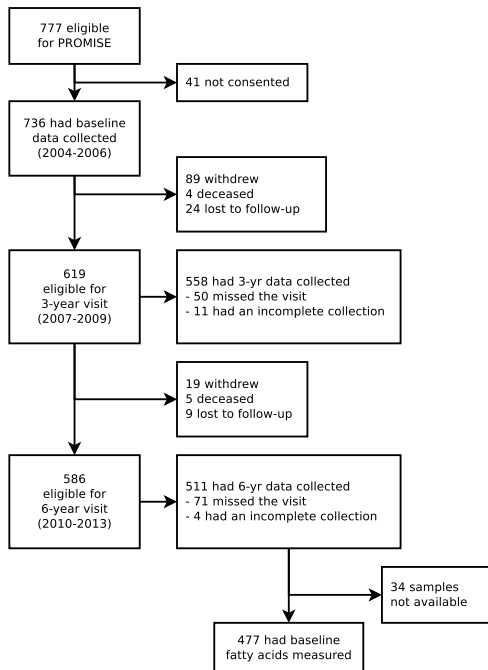 777 eligible
for PROMISE
41 not consented
736 had baseline
data collected
(2004-2006)
89 withdrew
4 deceased
24 lost to follow-up
619
eligible for
3-year visit
(2007-2009)
558 had 3-yr data collected
- 50 missed the visit
- 11 had an incomplete collection
19 withdrew
5 deceased
9 lost to follow-up
586
eligible for
6-year visit
(2010-2013)
511 had 6-yr data collected
- 71 missed the visit
- 4 had an incomplete collection
34 samples
not available
477 had baseline
fatty acids measured